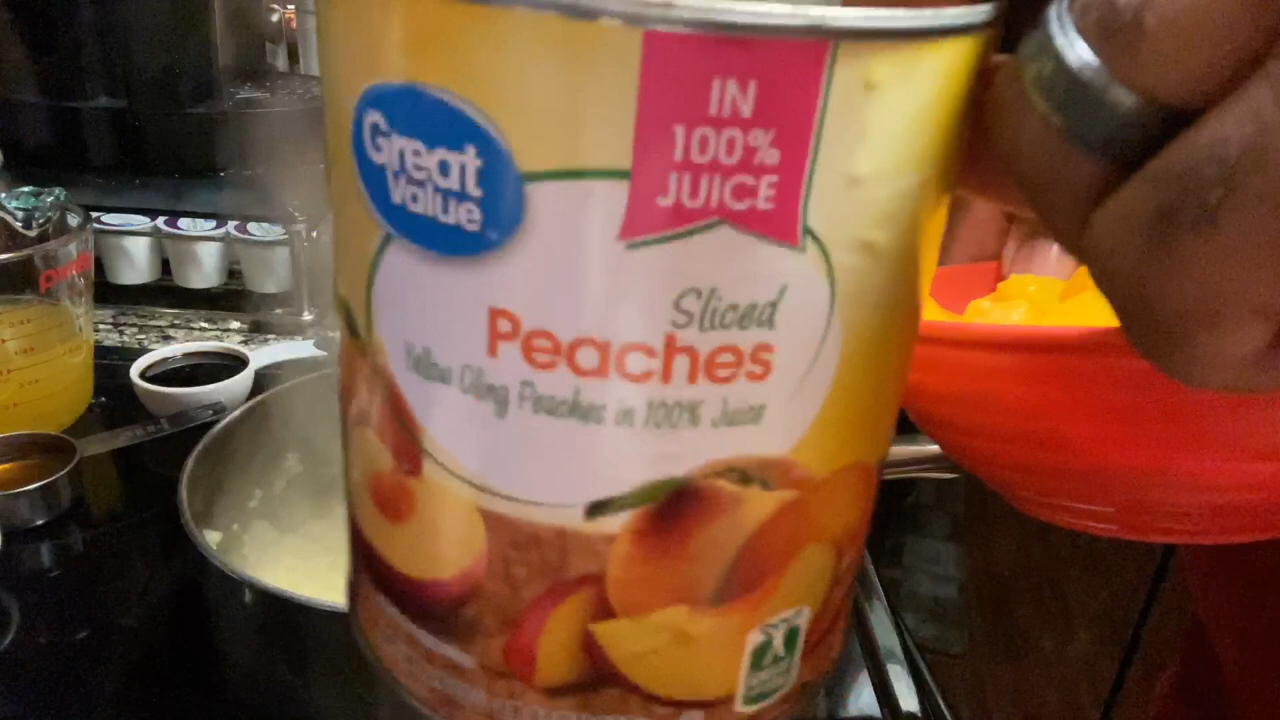 Great
Value
IN
100%
JUICE
Sliced
Peaches
Yellow Cling Peaches in 100% Juice